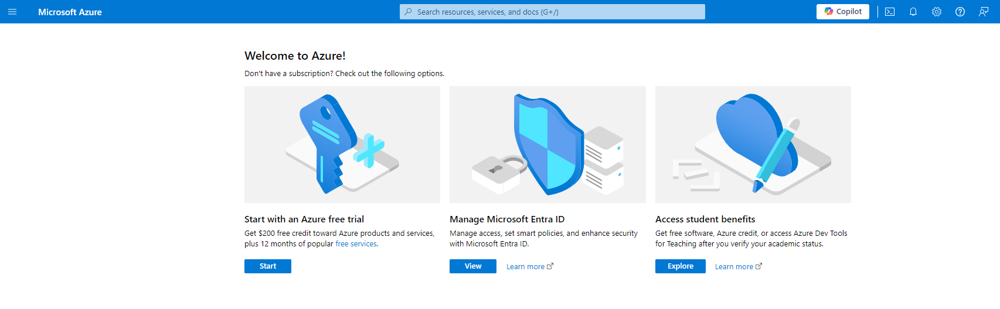 Microsoft Azure
Search resources, services, and docs (G+/)
Copilot
Welcome to Azure!
Don't have a subscription? Check out the following options.
Start with an Azure free trial
Get $200 free credit toward Azure products and services,
plus 12 months of popular free services.
Start
Manage Microsoft Entra ID
Manage access, set smart policies, and enhance security
with Microsoft Entra ID.
View
Learn more
Access student benefits
Get free software, Azure credit, or access Azure Dev Tools
for Teaching after you verify your academic status.
Explore
Learn more